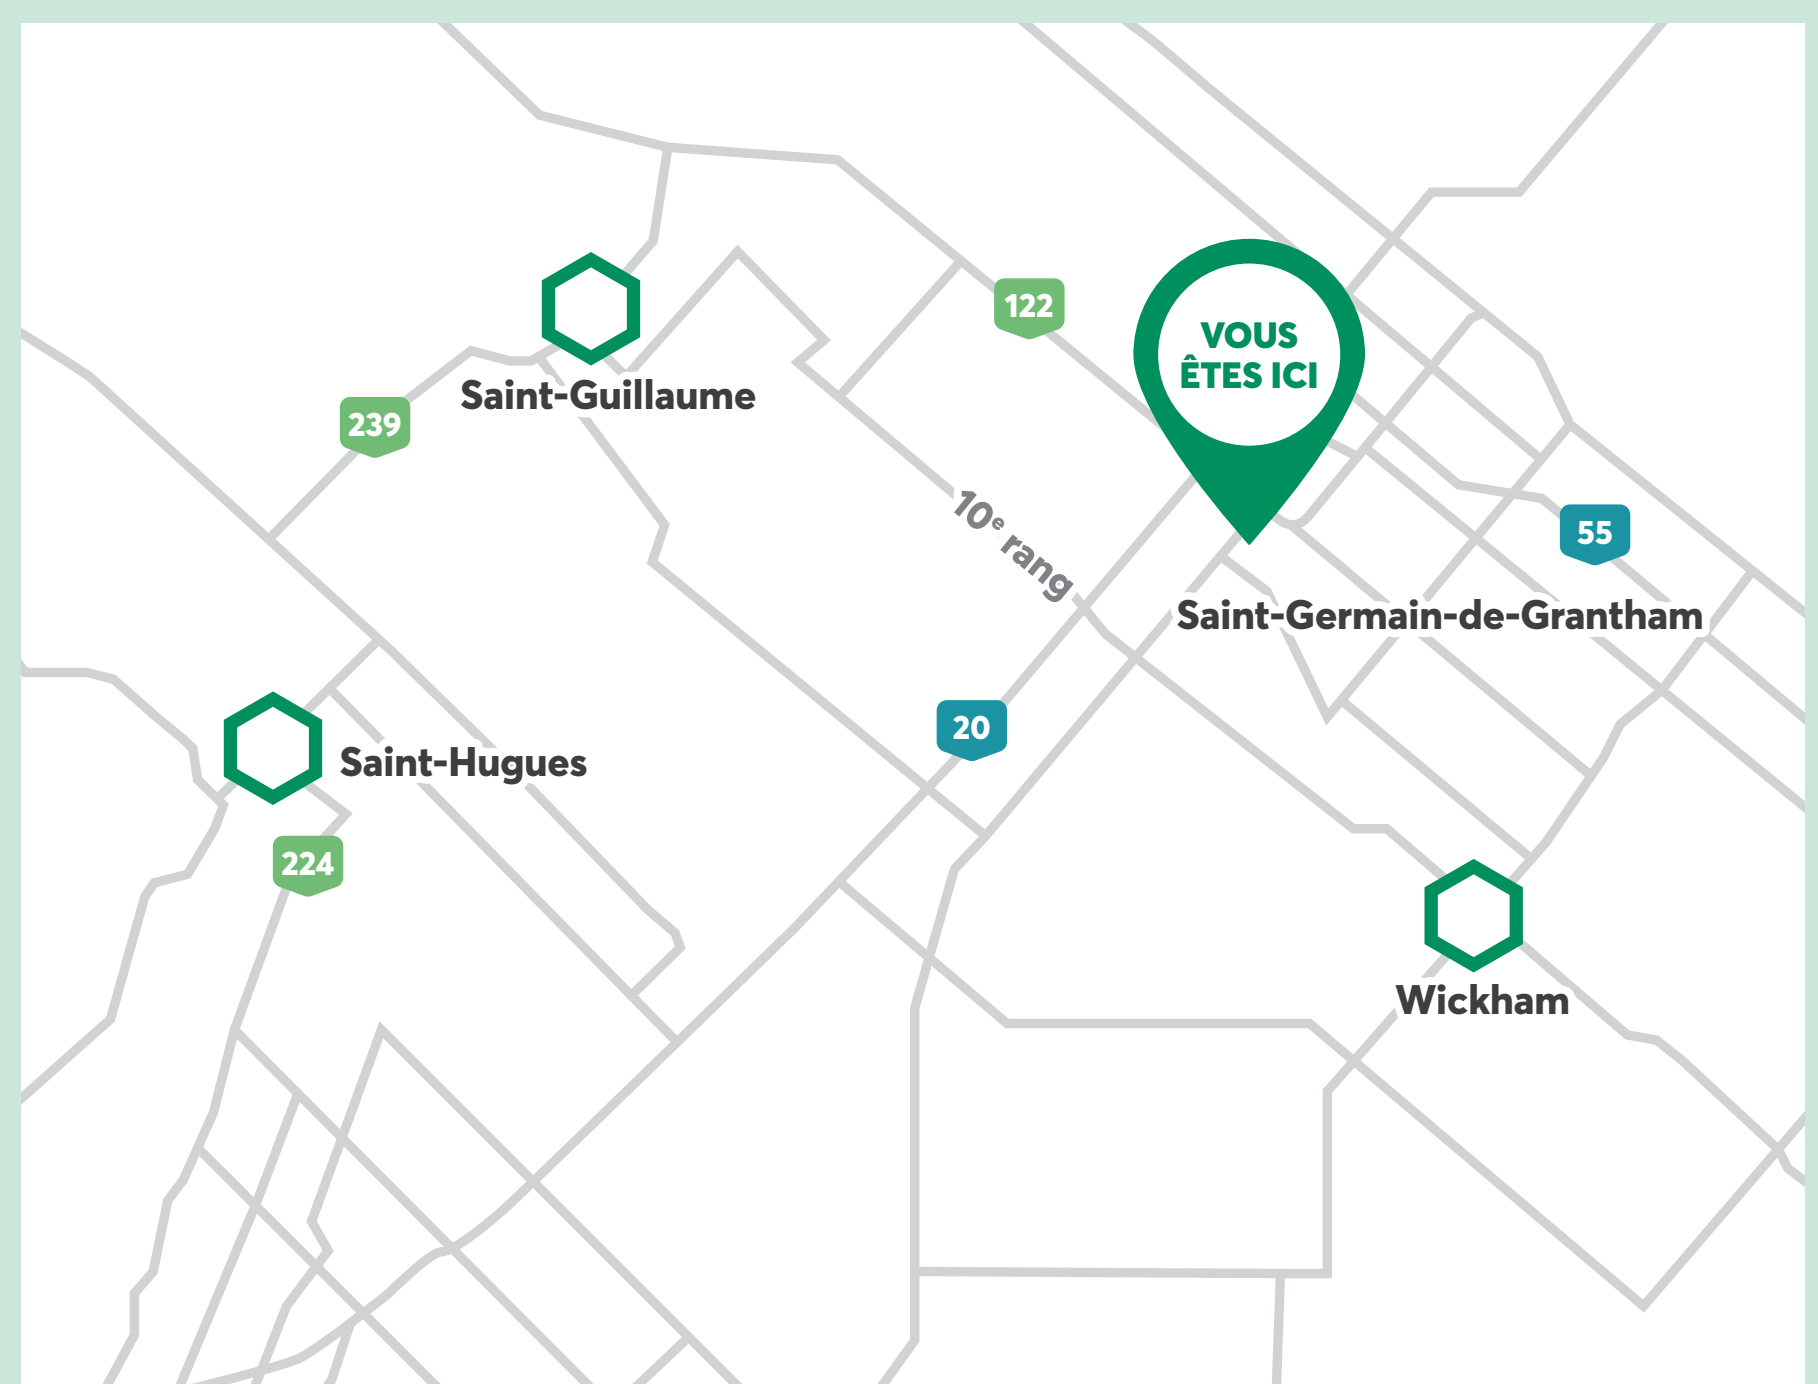 122
VOUS
ÊTES ICI
Saint-Guillaume
239
10e rang
55
Saint-Germain-de-Grantham
20
Saint-Hugues
224
Wickham